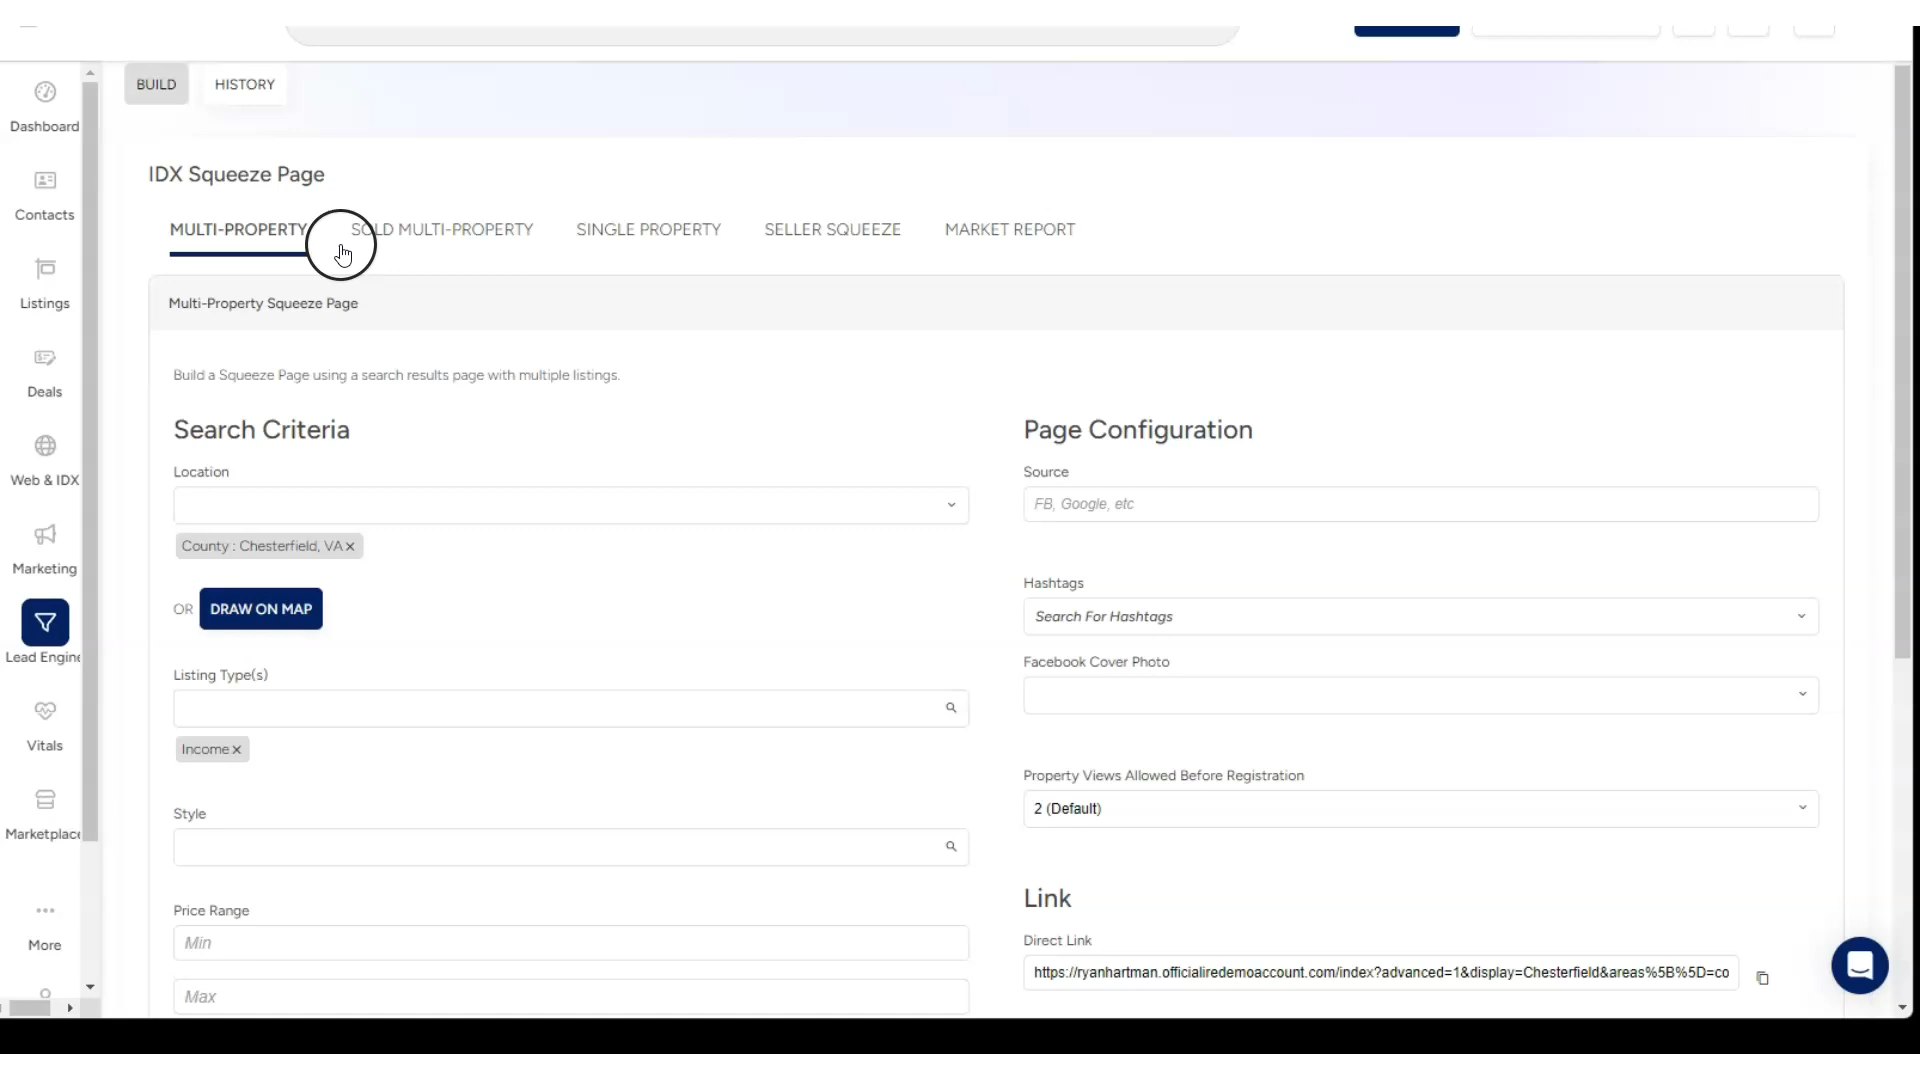 BUILD
HISTORY
Dashboard
Contacts
Listings
Deals
Web & IDX
Marketing
Lead Engine
Vitals
Marketplace
More
IDX Squeeze Page
MULTI-PROPERTY
SOLD MULTI-PROPERTY
SINGLE PROPERTY
SELLER SQUEEZE
MARKET REPORT
Multi-Property Squeeze Page
Build a Squeeze Page using a search results page with multiple listings.
Search Criteria
Location
County : Chesterfield, VA
OR
DRAW ON MAP
Listing Type(s)
Income
Style
Price Range
Min
Max
Page Configuration
Source
FB, Google, etc
Hashtags
Search For Hashtags
Facebook Cover Photo
Property Views Allowed Before Registration
2 (Default)
Link
Direct Link
https://ryanhartman.officialiredemoaccount.com/index?advanced=1&display=Chesterfield&areas%5B%5D=co